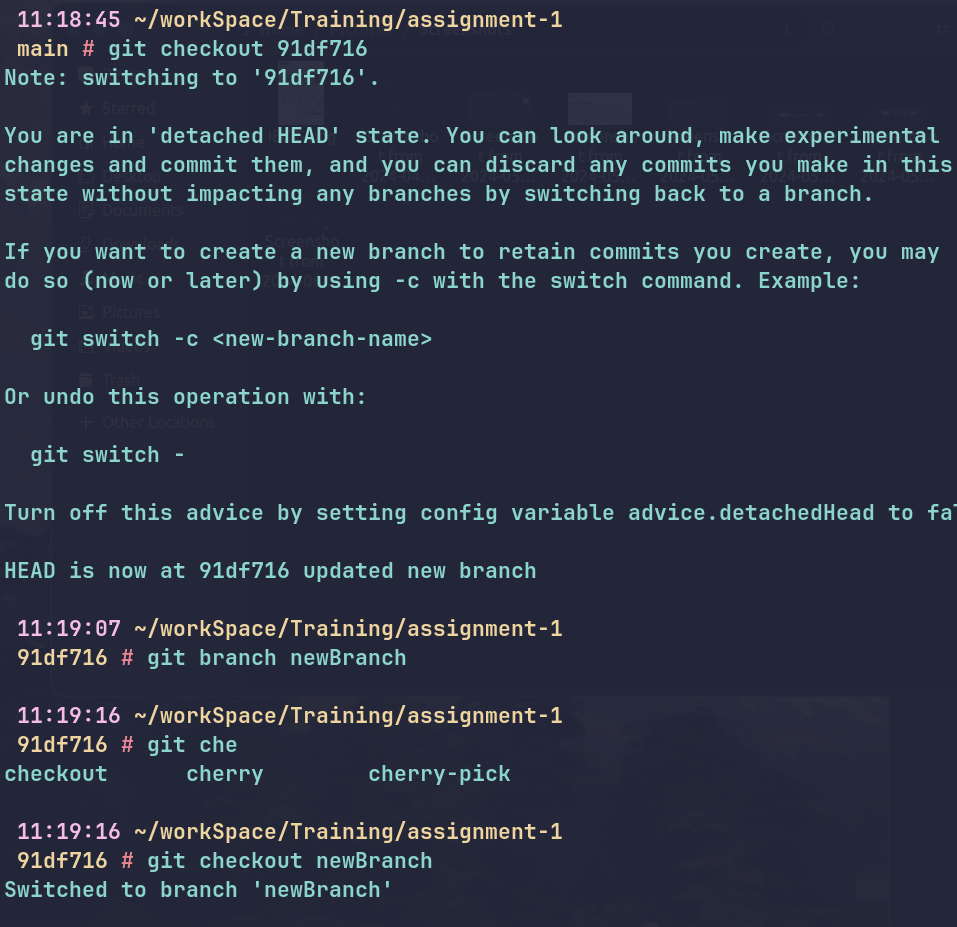 11:18:45 ~/workSpace/Training/assignment-1
main # git checkout 91df716
Note: switching to '91df716'.
Starred
You are in 'detached HEAD' state. You can look around, make experimental
changes and commit them, and you can discard any commits you make in this
state without impacting any branches by switching back to a branch.
Documents
If you want to create a new branch to retain commits you create, you may
do so (now or later) by using -c with the switch command. Example:
Pictures
git switch -c <new-branch-name>
Trash
Or undo this operation with:
Other Locations
git switch -
Turn off this advice by setting config variable advice.detachedHead to fal
HEAD is now at 91df716 updated new branch
11:19:07 ~/workSpace/Training/assignment-1
91df716 # git branch newBranch
11:19:16 ~/workSpace/Training/assignment-1
91df716 # git che
checkout cherry cherry-pick
11:19:16 ~/workSpace/Training/assignment-1
91df716 # git checkout newBranch
Switched to branch 'newBranch'